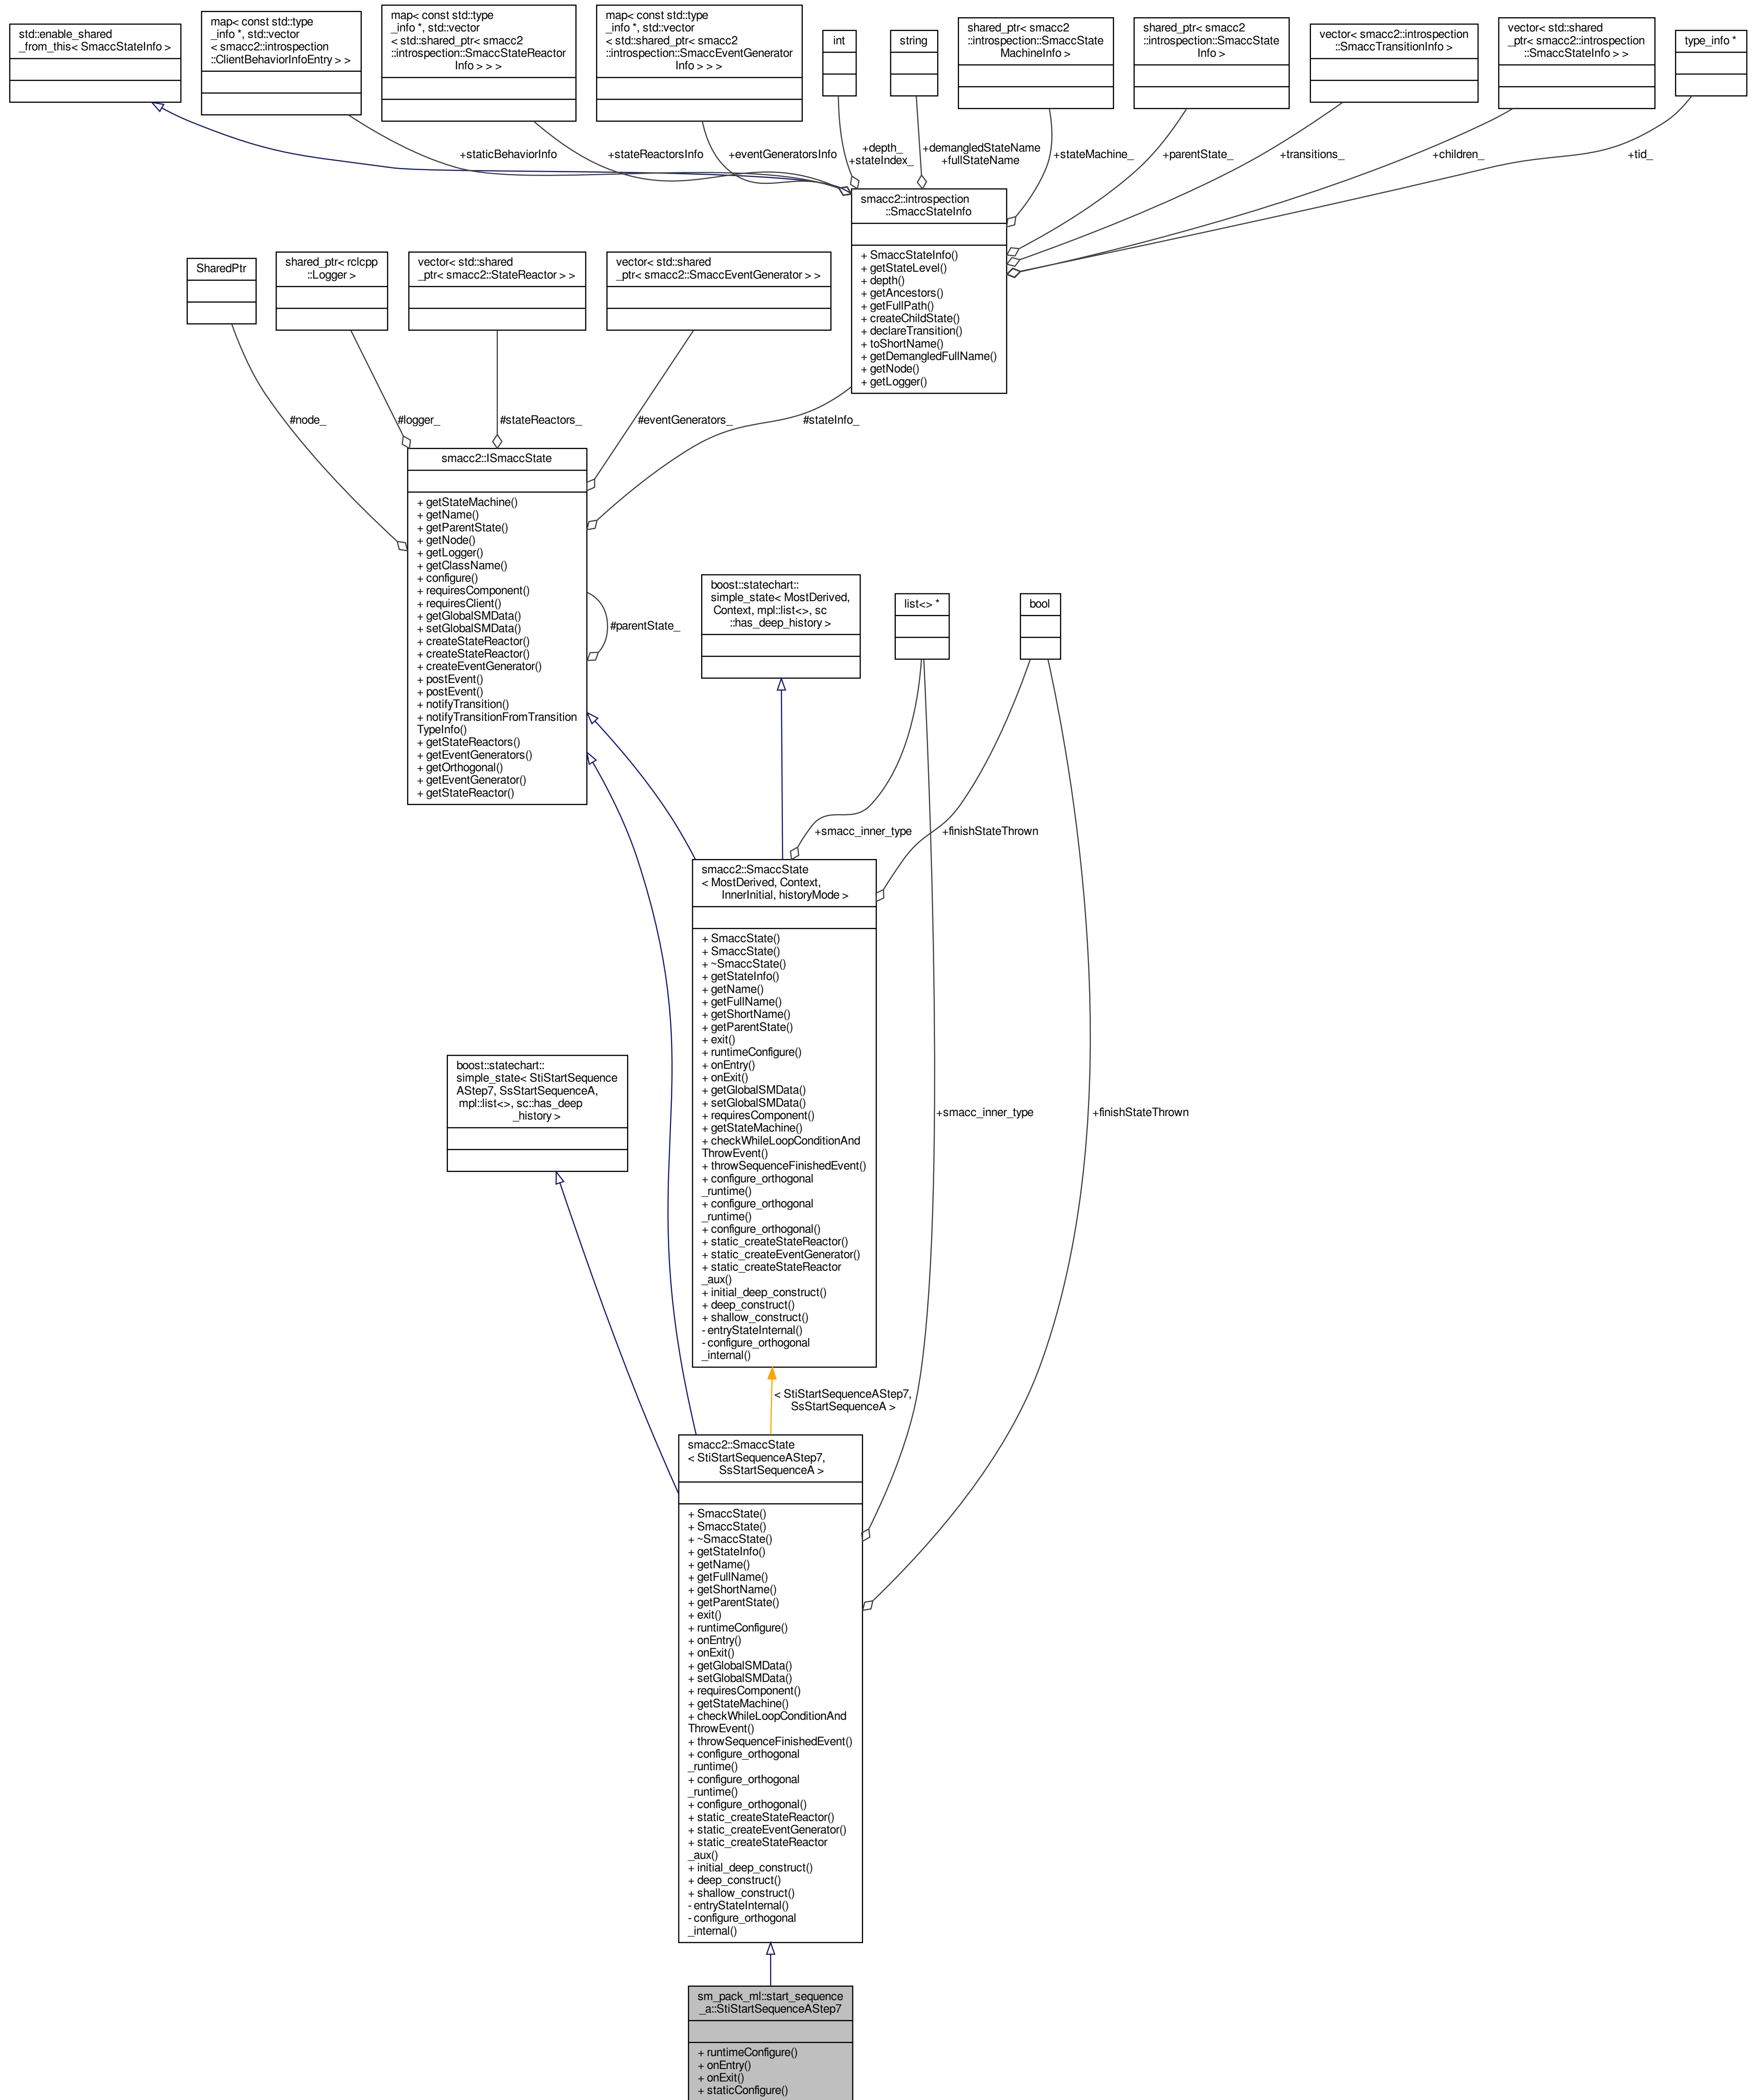 std::enable_shared
_from_this< SmaccStateInfo >
map< const std::type
_info *, std::vector
< smacc2::introspection
::ClientBehaviorInfoEntry > >
map< const std::type
_info *, std::vector
< std::shared_ptr< smacc2
::introspection::SmaccStateReactor
Info > > >
map< const std::type
_info *, std::vector
< std::shared_ptr< smacc2
::introspection::SmaccEventGenerator
Info > > >
int
string
shared_ptr< smacc2
::introspection::SmaccState
MachineInfo >
shared_ptr< smacc2
::introspection::SmaccState
Info >
vector< smacc2::introspection
::SmaccTransitionInfo >
vector< std::shared
_ptr< smacc2::introspection
::SmaccStateInfo > >
type_info *
+staticBehaviorInfo
+stateReactorsInfo
+eventGeneratorsInfo
+depth_
+stateIndex_
+demangledStateName
+fullStateName
+stateMachine_
+parentState_
+transitions_
+children_
+tid_
smacc2::introspection
::SmaccStateInfo
+ SmaccStateInfo()
+ getStateLevel()
+ depth()
+ getAncestors()
+ getFullPath()
+ createChildState()
+ declareTransition()
+ toShortName()
+ getDemangledFullName()
+ getNode()
+ getLogger()
SharedPtr
shared_ptr< rclcpp
::Logger >
vector< std::shared
_ptr< smacc2::StateReactor > >
vector< std::shared
_ptr< smacc2::SmaccEventGenerator > >
#node_
#logger_
#stateReactors_
#eventGenerators_
#stateInfo_
smacc2::ISmaccState
+ getStateMachine()
+ getName()
+ getParentState()
+ getNode()
+ getLogger()
+ getClassName()
+ configure()
+ requiresComponent()
+ requiresClient()
+ getGlobalSMData()
+ setGlobalSMData()
+ createStateReactor()
+ createStateReactor()
+ createEventGenerator()
+ postEvent()
+ postEvent()
+ notifyTransition()
+ notifyTransitionFromTransition
TypeInfo()
+ getStateReactors()
+ getEventGenerators()
+ getOrthogonal()
+ getEventGenerator()
+ getStateReactor()
#parentState_
boost::statechart::
simple_state< MostDerived,
Context, mpl::list<>, sc
::has_deep_history >
list<> *
bool
+smacc_inner_type
+finishStateThrown
smacc2::SmaccState
< MostDerived, Context,
InnerInitial, historyMode >
+ SmaccState()
+ SmaccState()
+ ~SmaccState()
+ getStateInfo()
+ getName()
+ getFullName()
+ getShortName()
+ getParentState()
+ exit()
+ runtimeConfigure()
+ onEntry()
+ onExit()
+ getGlobalSMData()
+ setGlobalSMData()
+ requiresComponent()
+ getStateMachine()
+ checkWhileLoopConditionAnd
ThrowEvent()
+ throwSequenceFinishedEvent()
+ configure_orthogonal
_runtime()
+ configure_orthogonal
_runtime()
+ configure_orthogonal()
+ static_createStateReactor()
+ static_createEventGenerator()
+ static_createStateReactor
_aux()
+ initial_deep_construct()
+ deep_construct()
+ shallow_construct()
- entryStateInternal()
- configure_orthogonal
_internal()
boost::statechart::
simple_state< StiStartSequence
AStep7, SsStartSequenceA,
mpl::list<>, sc::has_deep
_history >
+smacc_inner_type
+finishStateThrown
< StiStartSequenceAStep7,
SsStartSequenceA >
smacc2::SmaccState
< StiStartSequenceAStep7,
SsStartSequenceA >
+ SmaccState()
+ SmaccState()
+ ~SmaccState()
+ getStateInfo()
+ getName()
+ getFullName()
+ getShortName()
+ getParentState()
+ exit()
+ runtimeConfigure()
+ onEntry()
+ onExit()
+ getGlobalSMData()
+ setGlobalSMData()
+ requiresComponent()
+ getStateMachine()
+ checkWhileLoopConditionAnd
ThrowEvent()
+ throwSequenceFinishedEvent()
+ configure_orthogonal
_runtime()
+ configure_orthogonal
_runtime()
+ configure_orthogonal()
+ static_createStateReactor()
+ static_createEventGenerator()
+ static_createStateReactor
_aux()
+ initial_deep_construct()
+ deep_construct()
+ shallow_construct()
- entryStateInternal()
- configure_orthogonal
_internal()
sm_pack_ml::start_sequence
_a::StiStartSequenceAStep7
+ runtimeConfigure()
+ onEntry()
+ onExit()
+ staticConfigure()